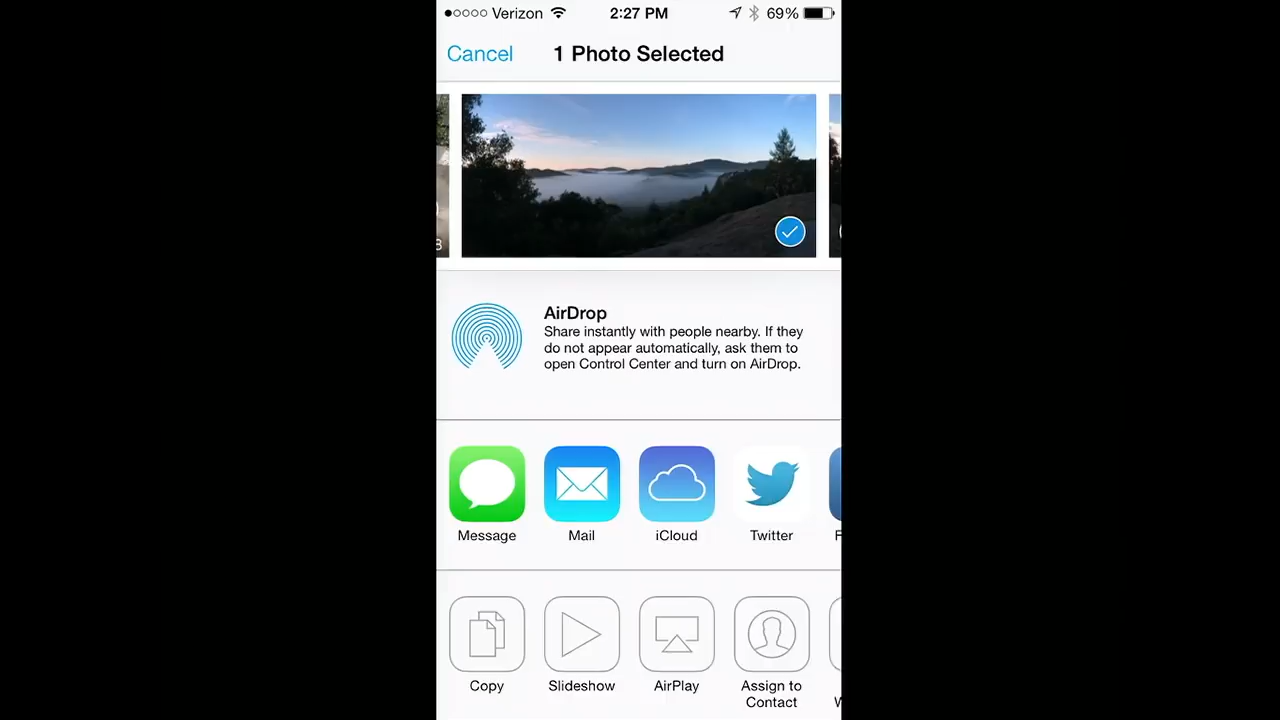 Verizon 2:27 PM 69%
Cancel 1 Photo Selected
AirDrop
Share instantly with people nearby. If they
do not appear automatically, ask them to
open Control Center and turn on AirDrop.
Message Mail iCloud Twitter
Copy Slideshow AirPlay Assign to
Contact